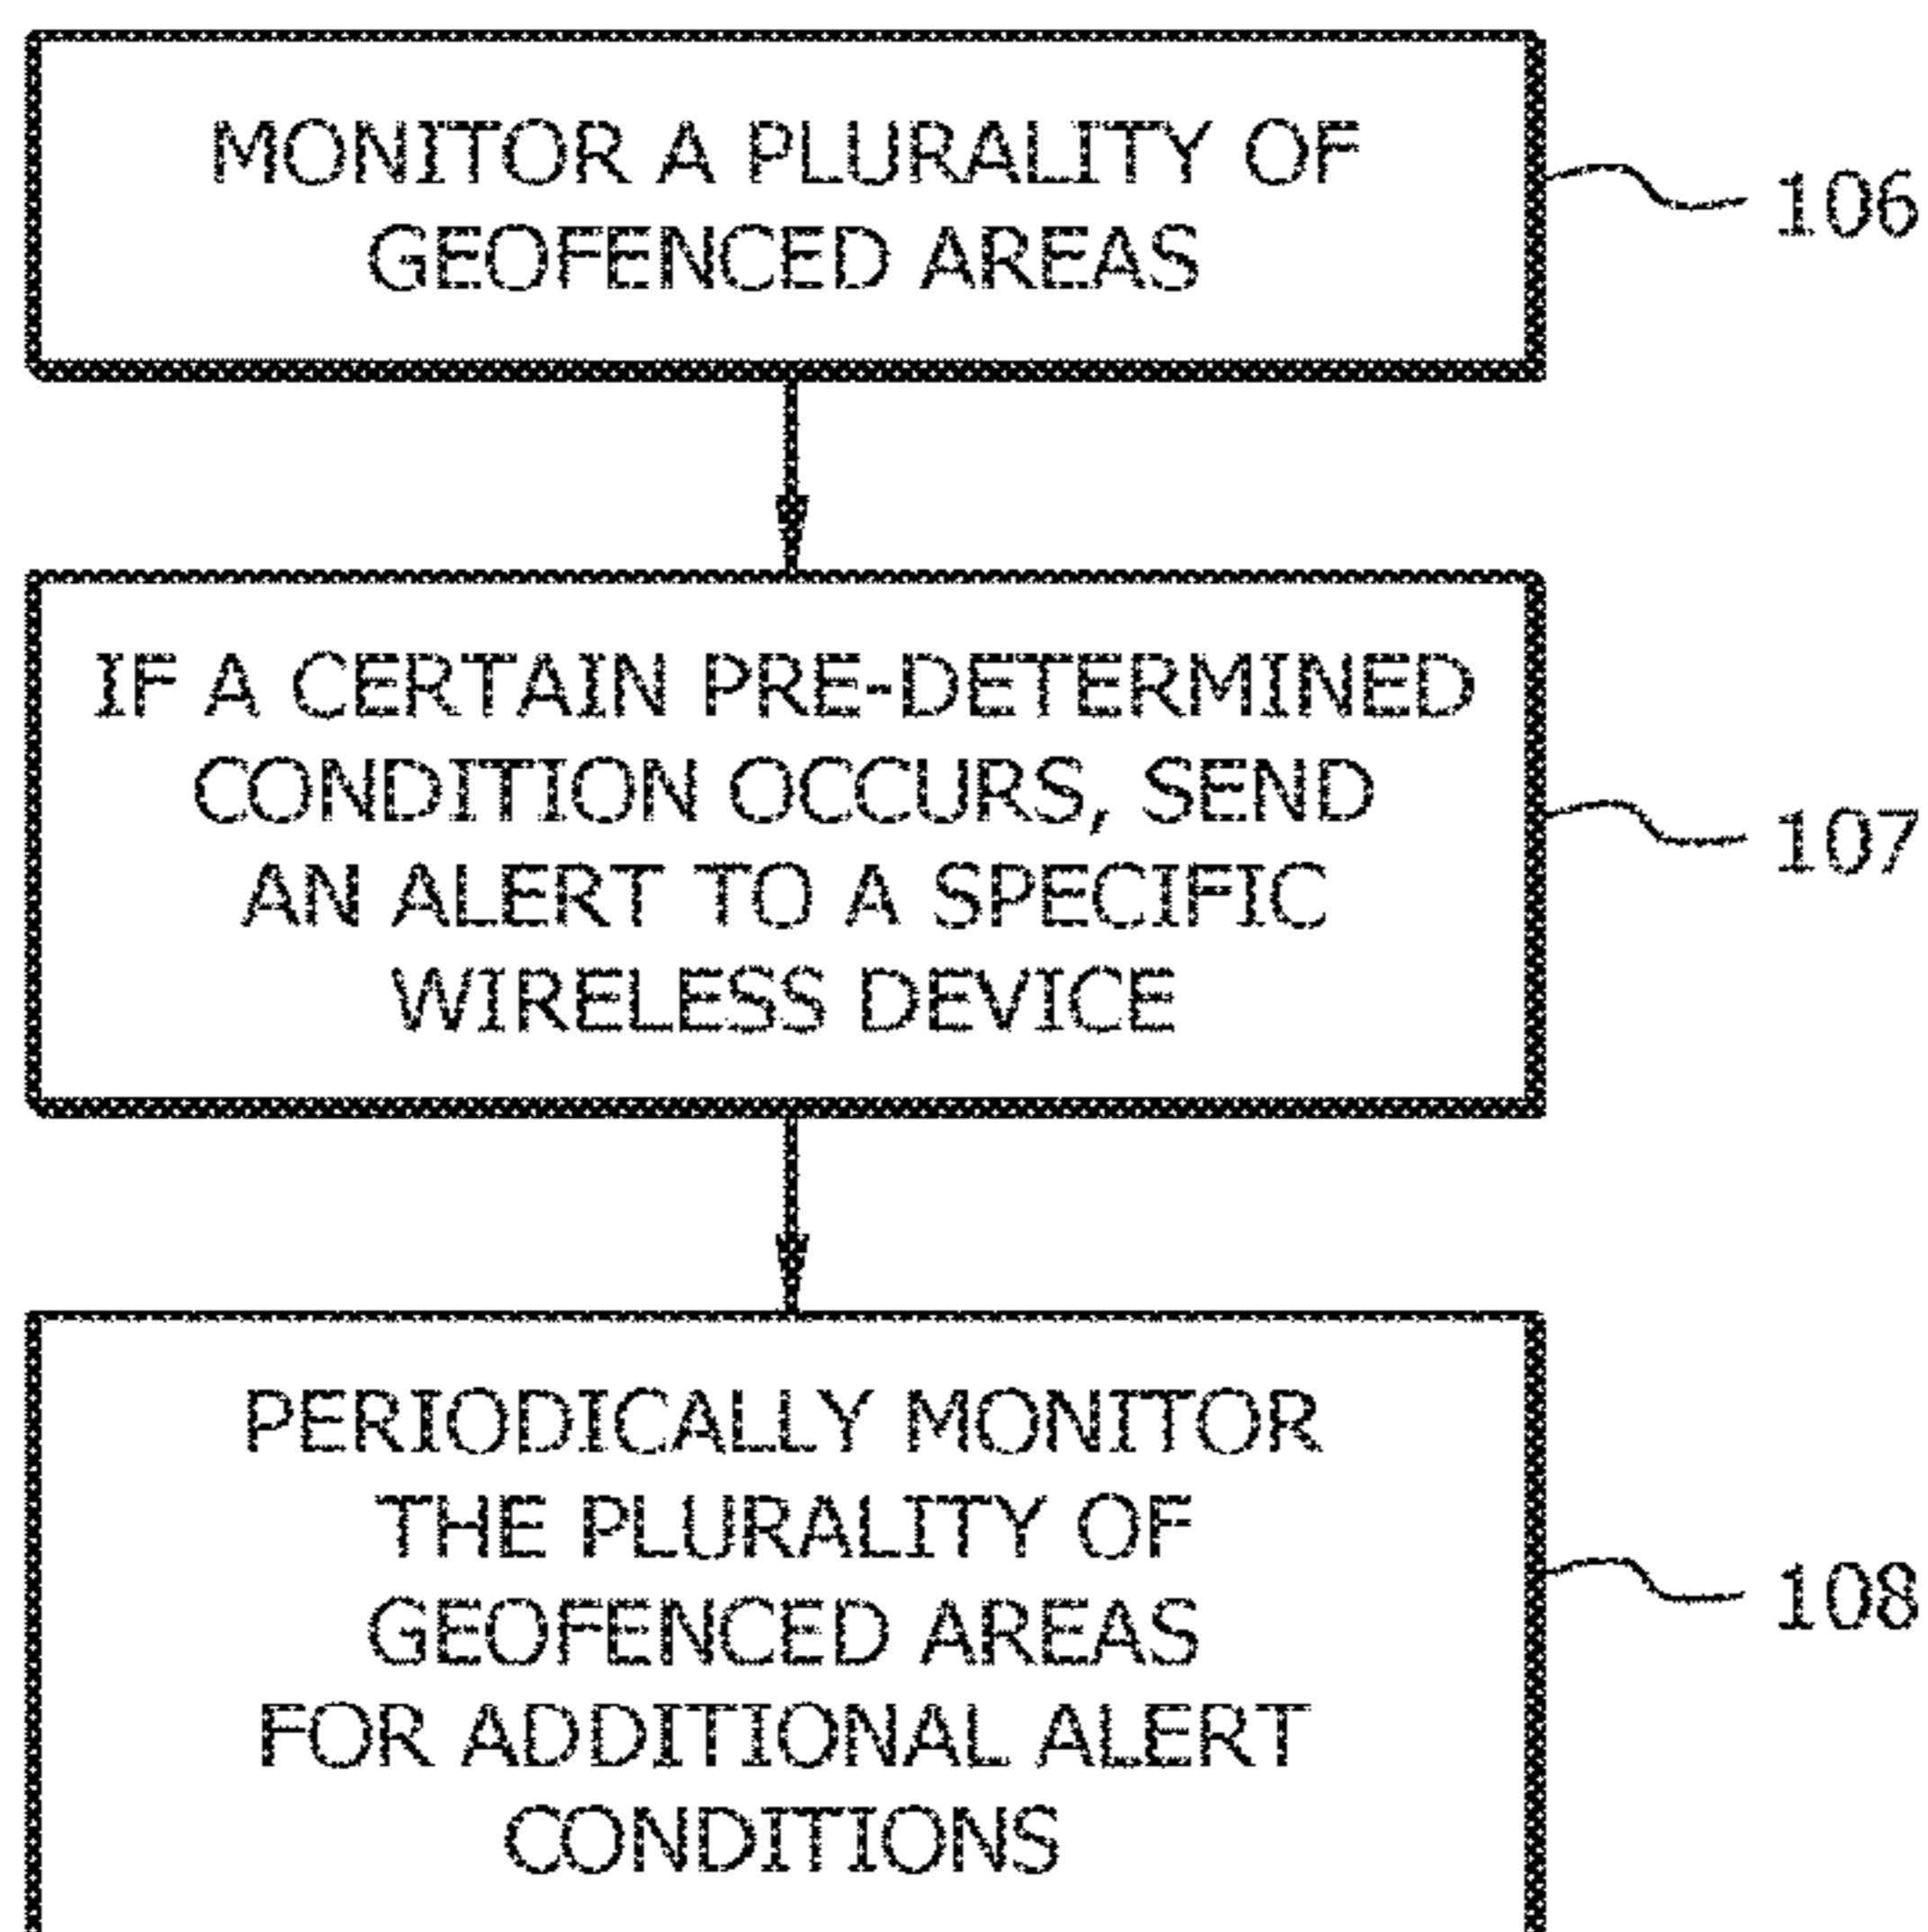 MONITOR A PLURALITY OF
GEOFENCED AREAS
106
IF A CERTAIN PRE-DETERMINED
CONDITION OCCURS, SEND
AN ALERT TO A SPECIFIC
WIRELESS DEVICE
107
PERIODICALLY MONITOR
THE PLURALITY OF
GEOFENCED AREAS
FOR ADDITIONAL ALERT
CONDITIONS
108